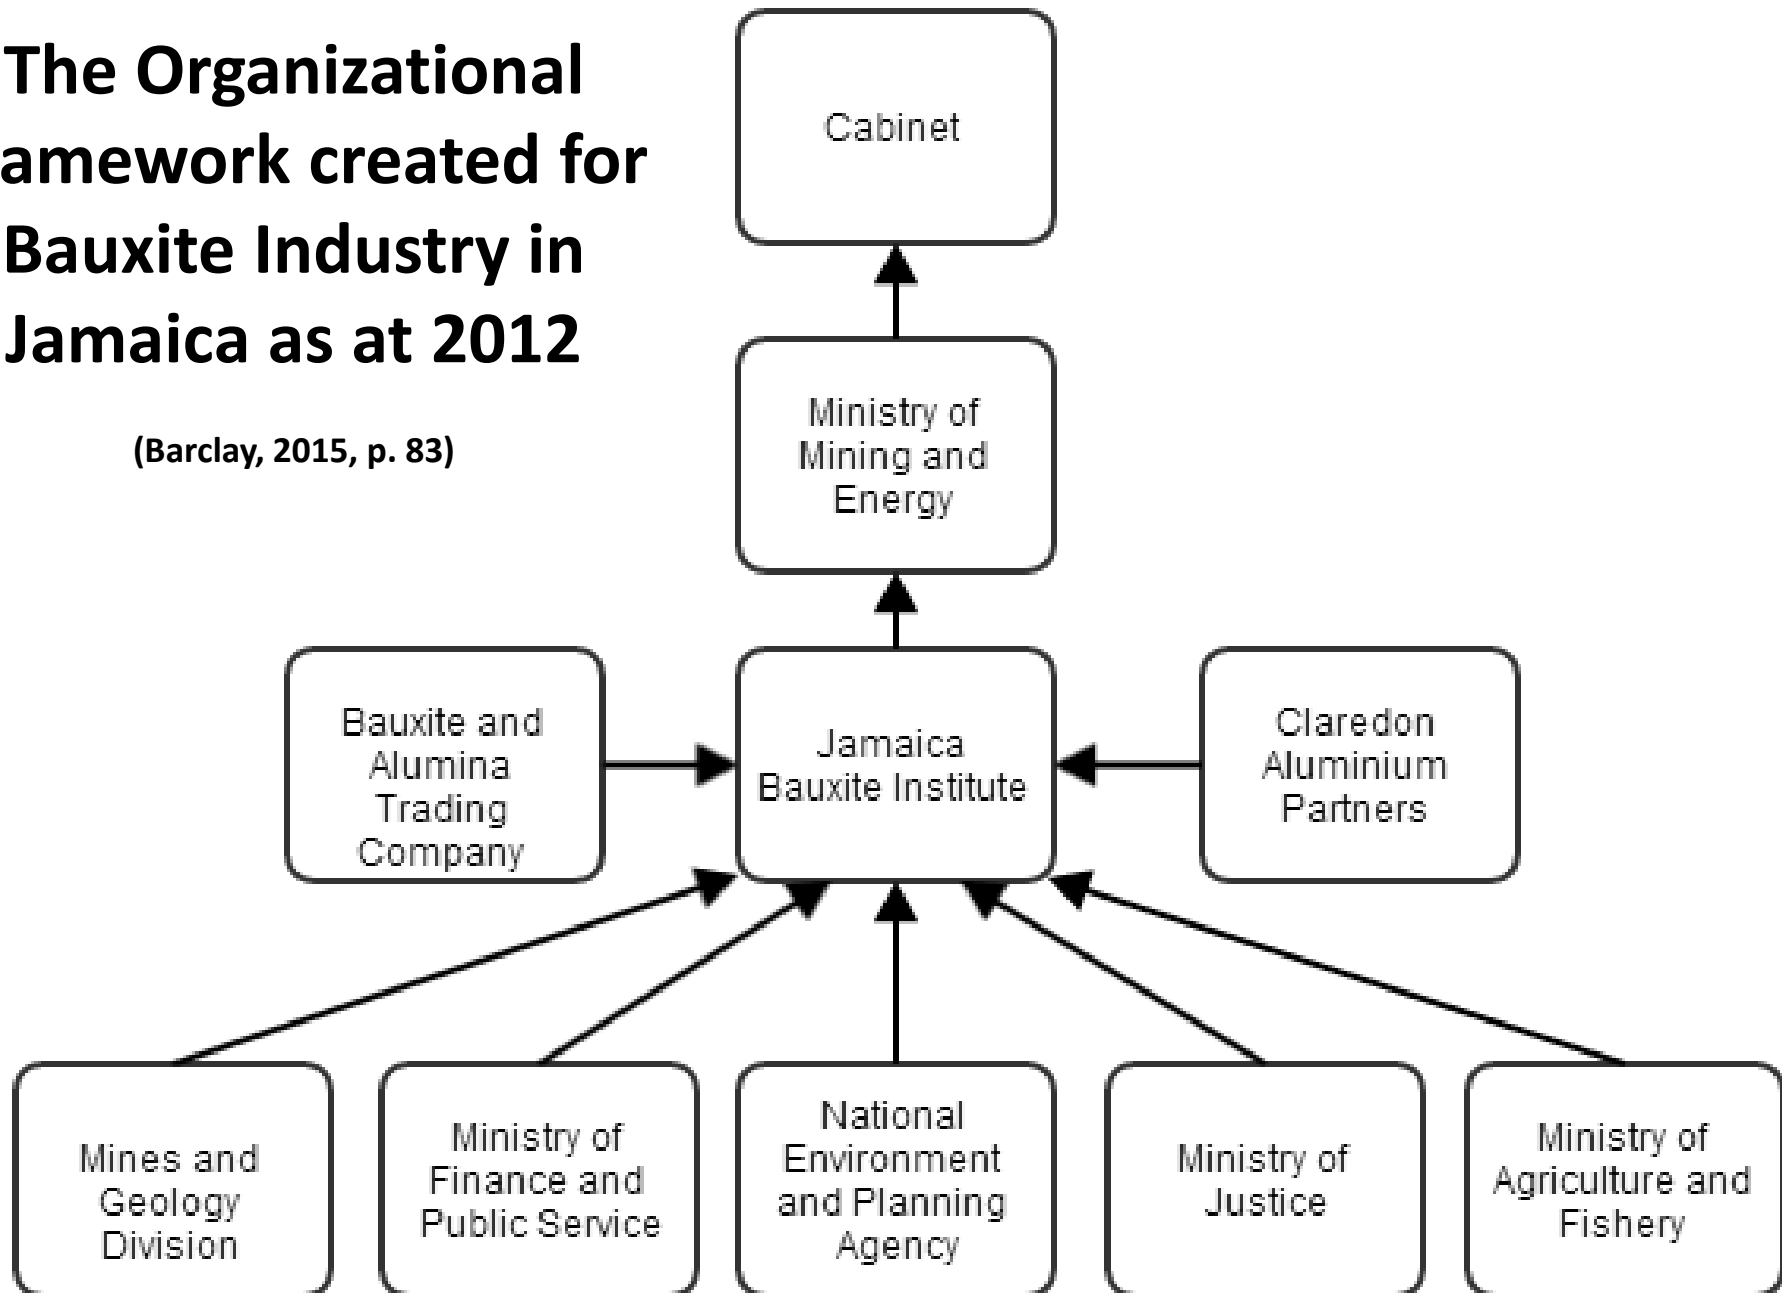 The Organizational
amework created for
Bauxite Industry in
Jamaica as at 2012
(Barclay, 2015, p. 83)
Cabinet
Ministry of
Mining and
Energy
Bauxite and
Alumina
Trading
Company
Jamaica
Bauxite Institute
Claredon
Aluminium
Partners
Mines and
Geology
Division
Ministry of
Finance and
Public Service
National
Environment
and Planning
Agency
Ministry of
Justice
Ministry of
Agriculture and
Fishery